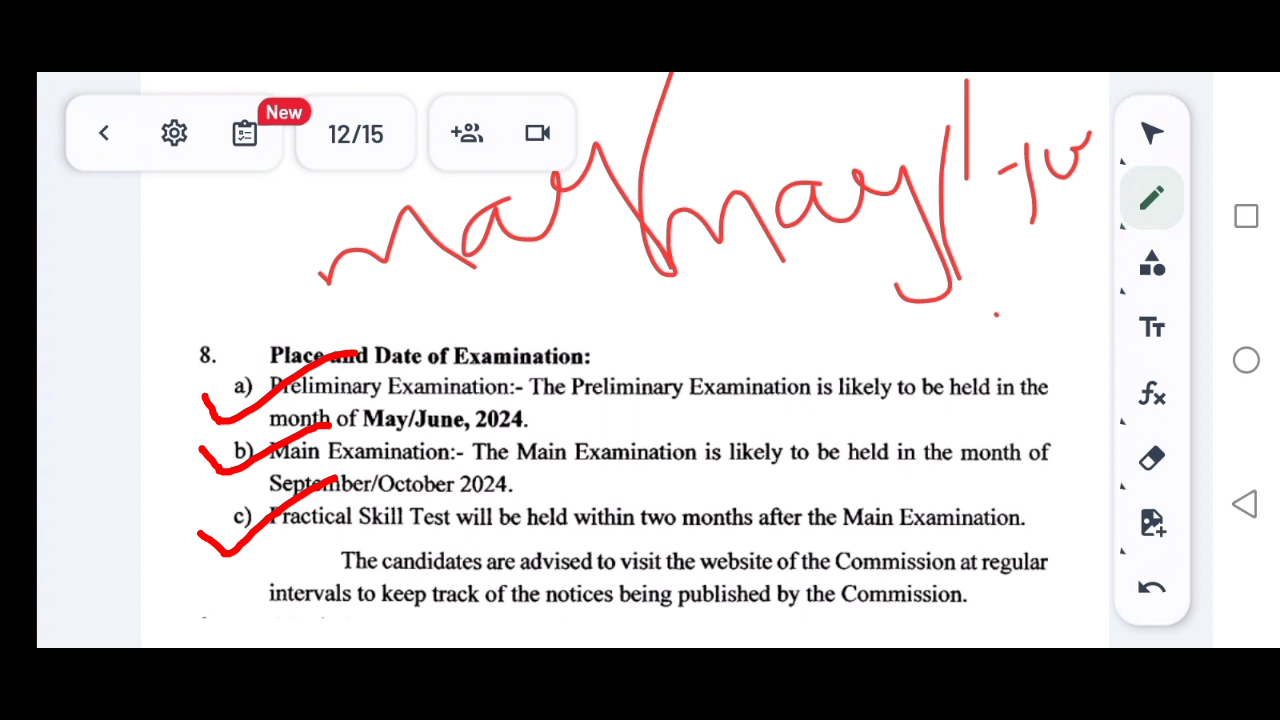 New
12/15
may/may/-
8. Place and Date of Examination:
a) Preliminary Examination:- The Preliminary Examination is likely to be held in the
month of May/June, 2024.
b) Main Examination:- The Main Examination is likely to be held in the month of
September/October 2024.
c) Practical Skill Test will be held within two months after the Main Examination.
The candidates are advised to visit the website of the Commission at regular
intervals to keep track of the notices being published by the Commission.
TT
fx